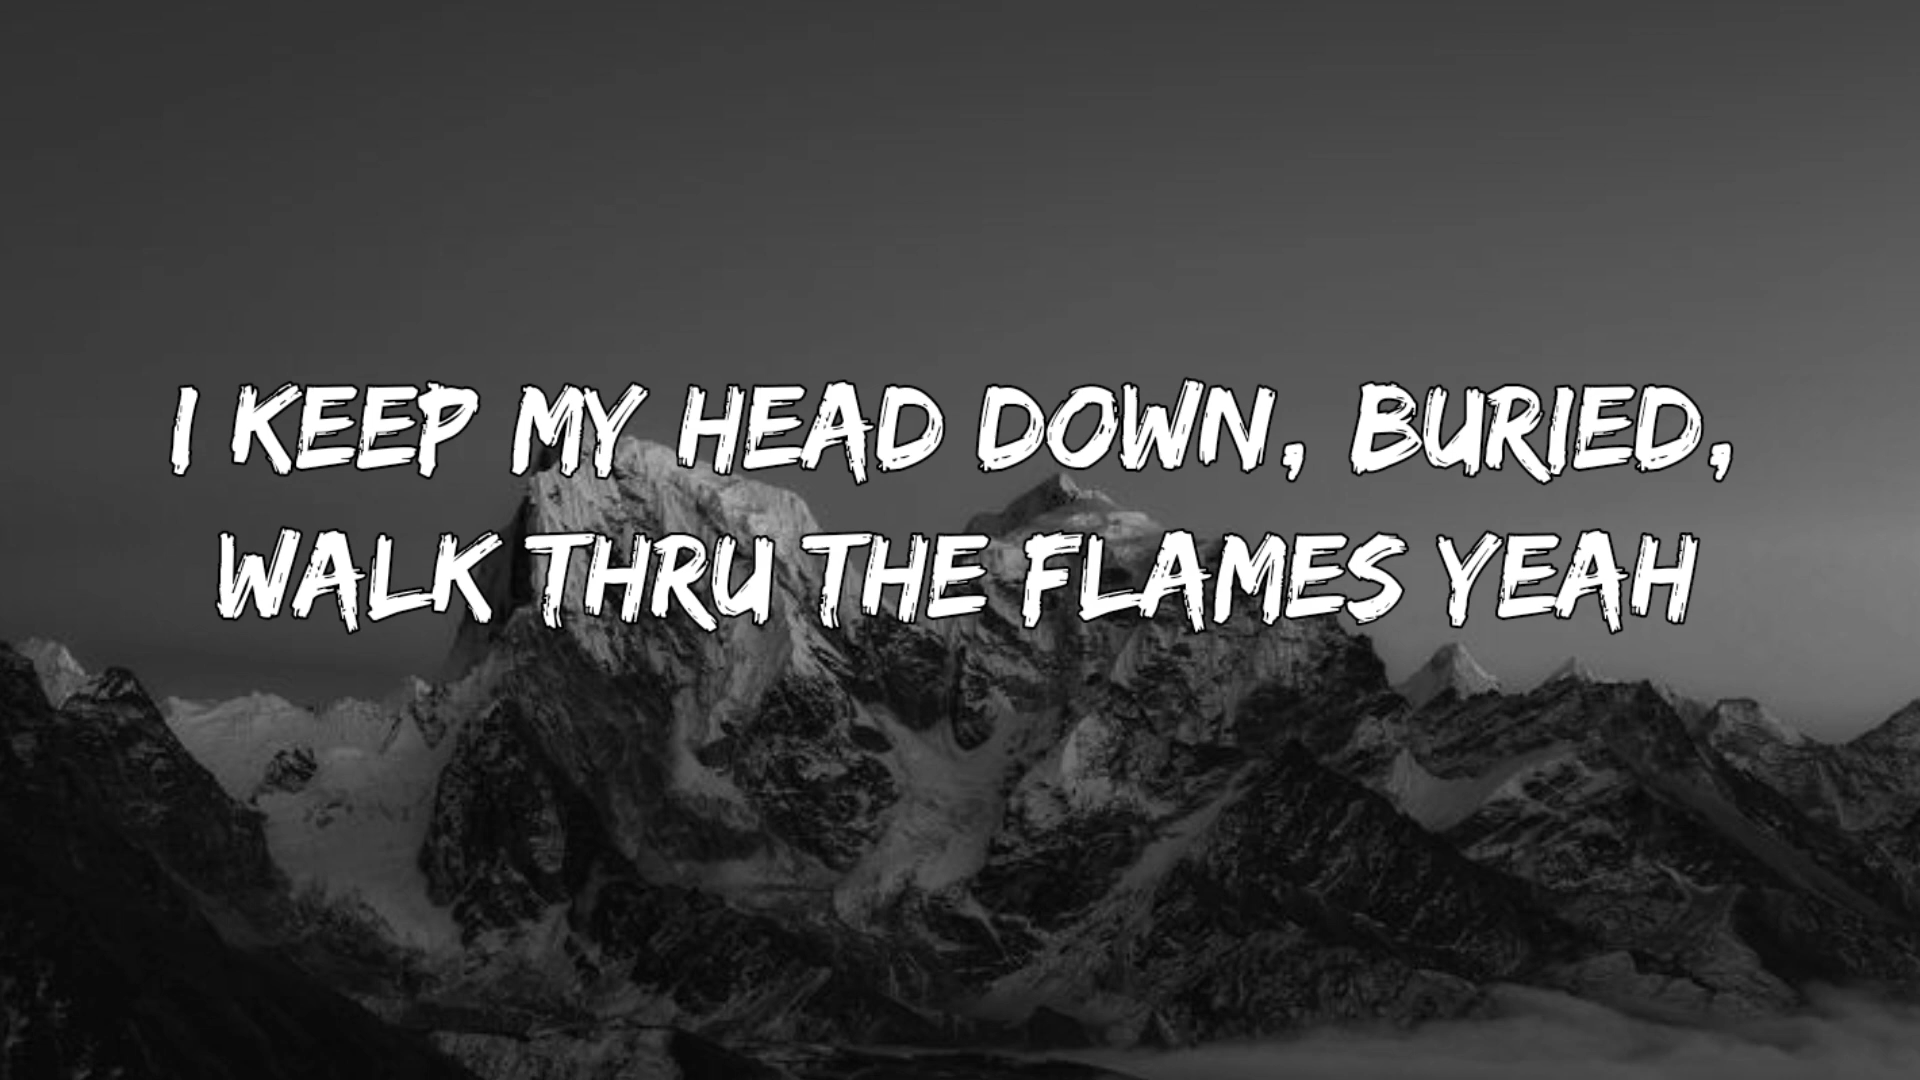 I KEEP MY HEAD DOWN, BURIED,
WALK THRU THE FLAMES YEAH